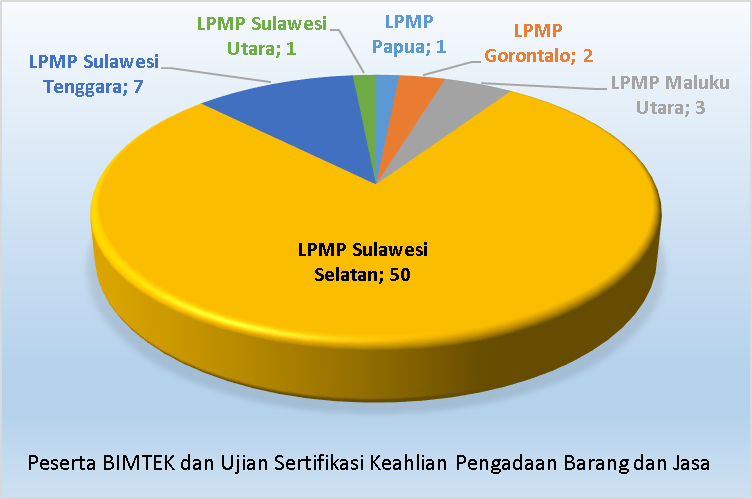 LPMP Sulawesi
Utara; 1
LPMP
Papua; 1
LPMP
Gorontalo; 2
LPMP Sulawesi
Tenggara; 7
LPMP Maluku
Utara; 3
LPMP Sulawesi
Selatan; 50
Peserta BIMTEK dan Ujian Sertifikasi Keahlian Pengadaan Barang dan Jasa